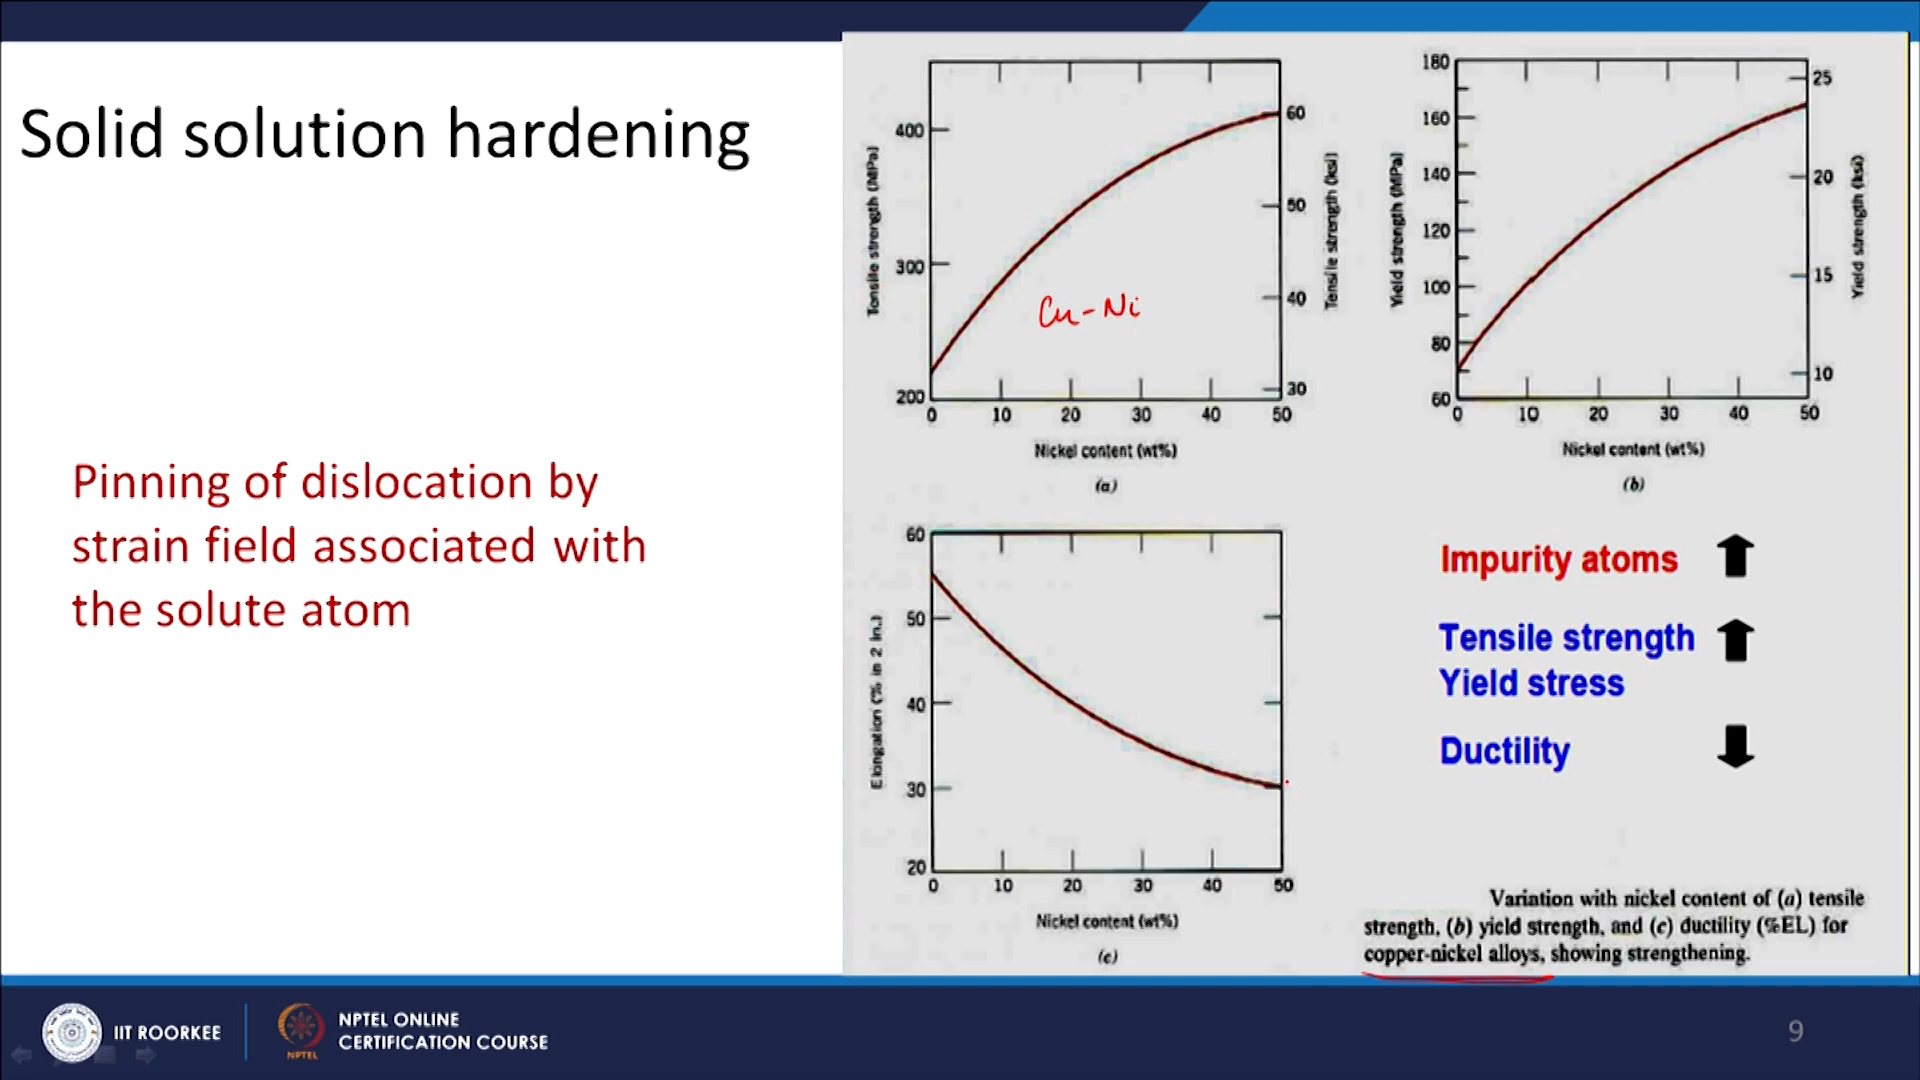 Solid solution hardening
Pinning of dislocation by
strain field associated with
the solute atom
400
300
200
Tensile strength (MPa)
60
50
40
30
Tensile strength (ksi)
Cu-Ni
0 10 20 30 40 50
Nickel content (wt%)
(a)
180
160
140
120
100
80
60
Yield strength (MPa)
25
20
15
10
Yield strength (ksi)
0 10 20 30 40 50
Nickel content (wt%)
(b)
60
50
40
30
20
Elongation (% in 2 in.)
0 10 20 30 40 50
Nickel content (wt%)
(c)
Impurity atoms
Tensile strength
Yield stress
Ductility
Variation with nickel content of (a) tensile
strength, (b) yield strength, and (c) ductility (%EL) for
copper-nickel alloys, showing strengthening.
IIT ROORKEE
NPTEL
NPTEL ONLINE
CERTIFICATION COURSE
9